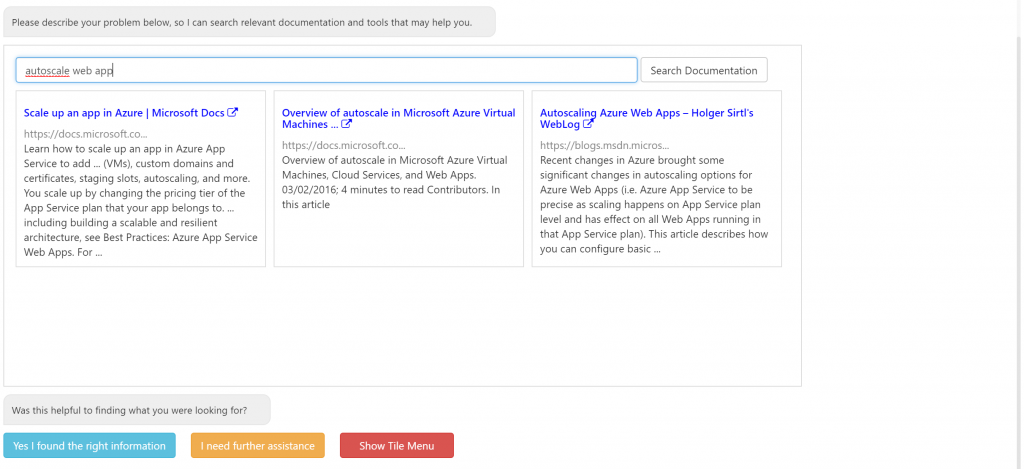 Please describe your problem below, so I can search relevant documentation and tools that may help you.
autoscale web app
Search Documentation
Scale up an app in Azure | Microsoft Docs
https://docs.microsoft.co...
Learn how to scale up an app in Azure App
Service to add ... (VMs), custom domains and
certificates, staging slots, autoscaling, and more.
You scale up by changing the pricing tier of the
App Service plan that your app belongs to. ...
including building a scalable and resilient
architecture, see Best Practices: Azure App Service
Web Apps. For ...
Overview of autoscale in Microsoft Azure Virtual
Machines ...
https://docs.microsoft.co...
Overview of autoscale in Microsoft Azure Virtual
Machines, Cloud Services, and Web Apps.
03/02/2016; 4 minutes to read Contributors. In
this article
Autoscaling Azure Web Apps – Holger Sirtl's
WebLog
https://blogs.msdn.micros...
Recent changes in Azure brought some
significant changes in autoscaling options for
Azure Web Apps (i.e. Azure App Service to be
precise as scaling happens on App Service plan
level and has effect on all Web Apps running in
that App Service plan). This article describes how
you can configure basic ...
Was this helpful to finding what you were looking for?
Yes I found the right information
I need further assistance
Show Tile Menu